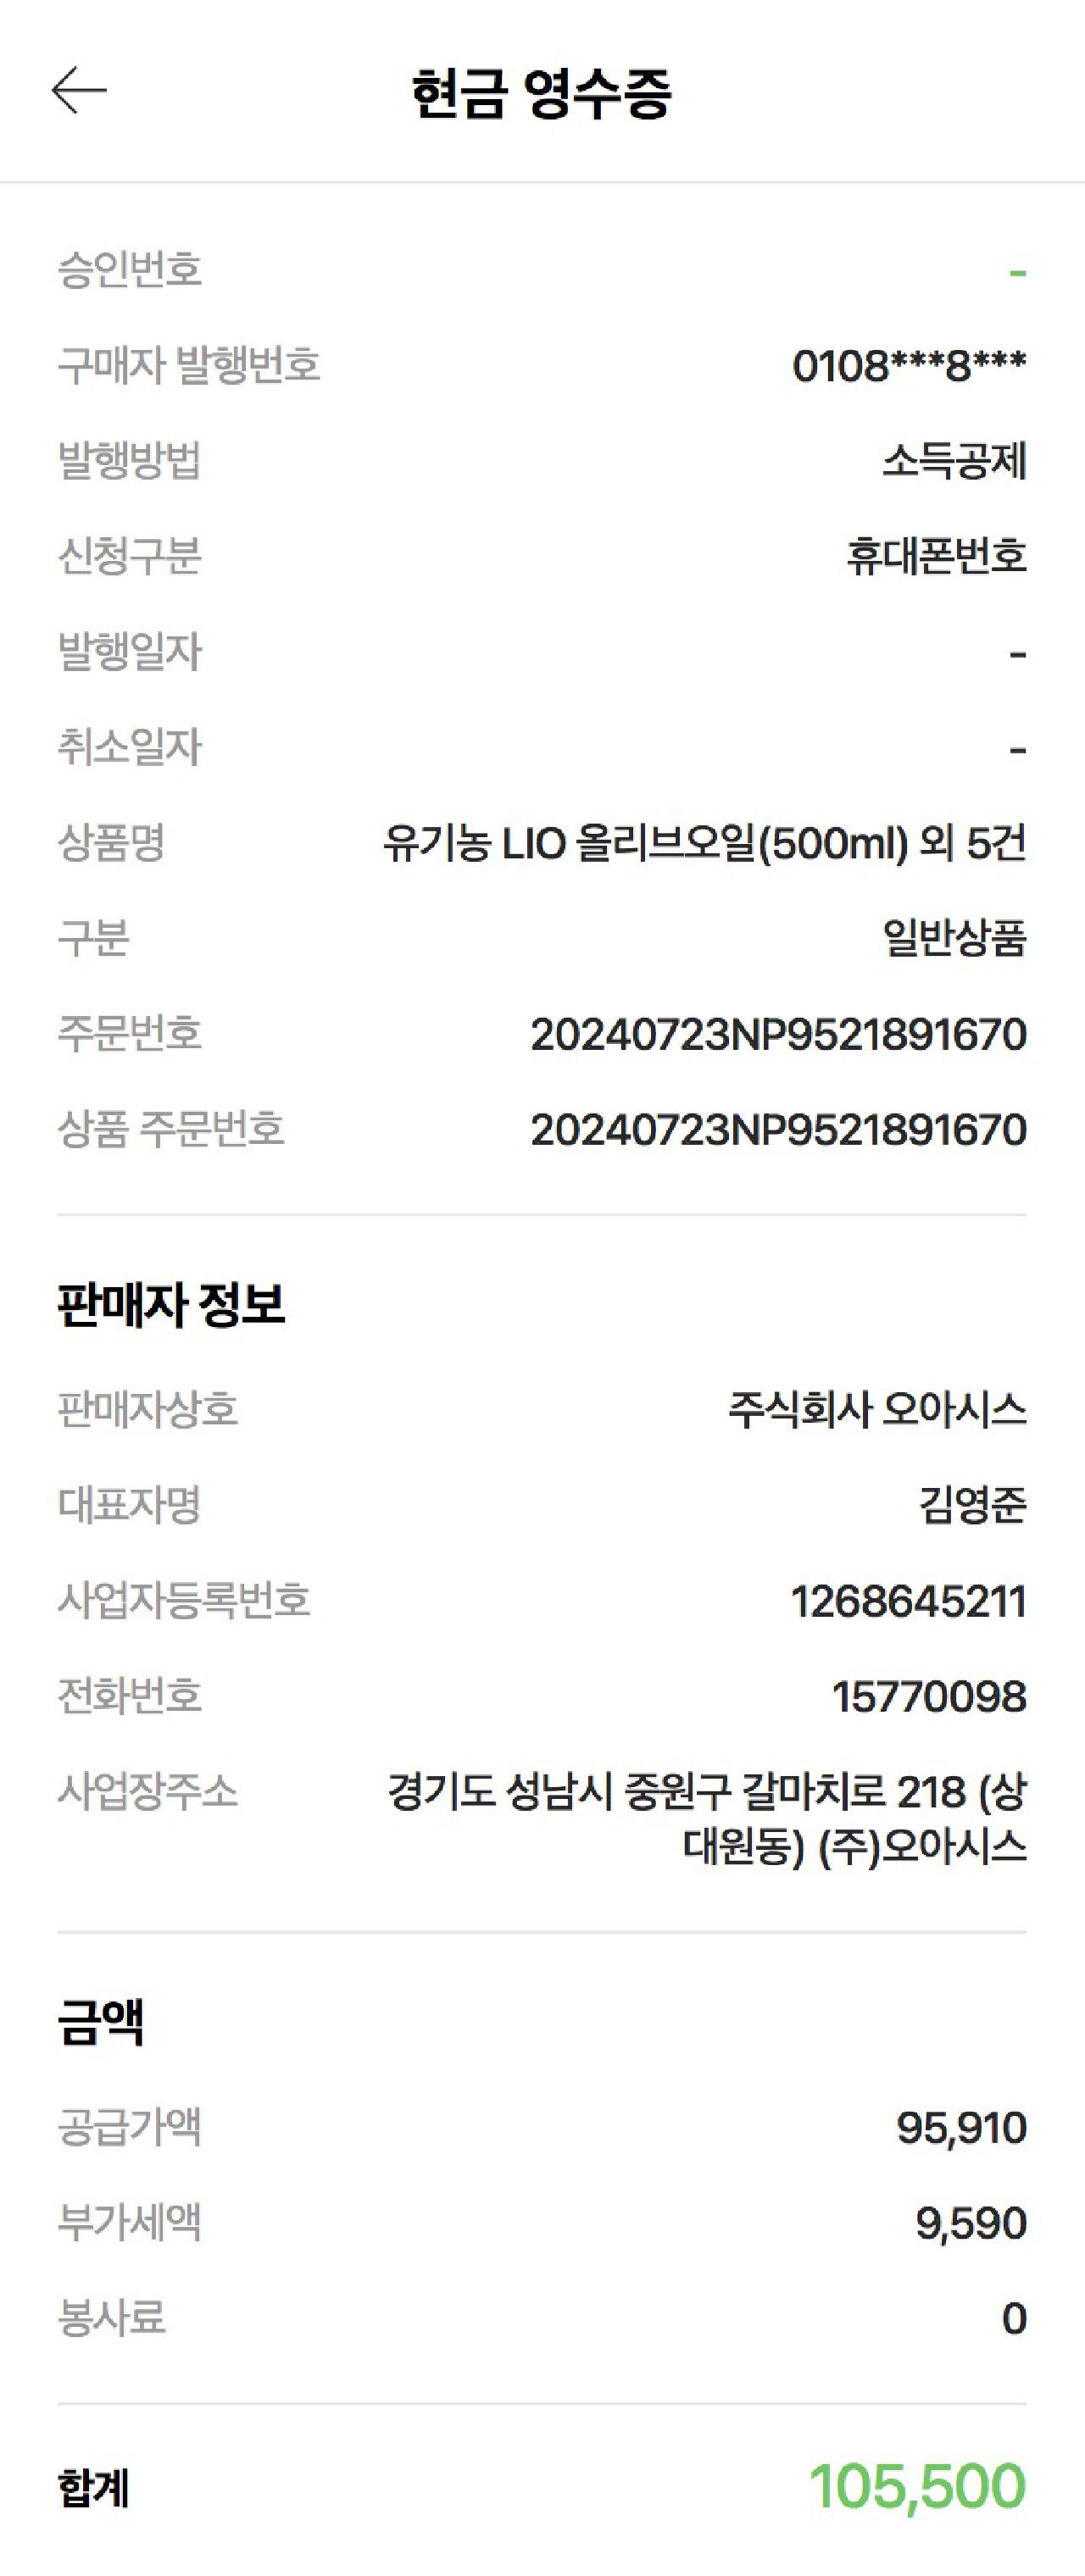 현금 영수증
승인번호 -
구매자 발행번호 0108***8***
발행방법 소득공제
신청구분 휴대폰번호
발행일자 -
취소일자 -
상품명 유기농 LIO 올리브오일(500ml) 외 5건
구분 일반상품
주문번호 20240723NP9521891670
상품 주문번호 20240723NP9521891670
판매자 정보
판매자상호 주식회사 오아시스
대표자명 김영준
사업자등록번호 1268645211
전화번호 15770098
사업장주소 경기도 성남시 중원구 갈마치로 218 (상
대원동) (주)오아시스
금액
공급가액 95,910
부가세액 9,590
봉사료 0
합계 105,500